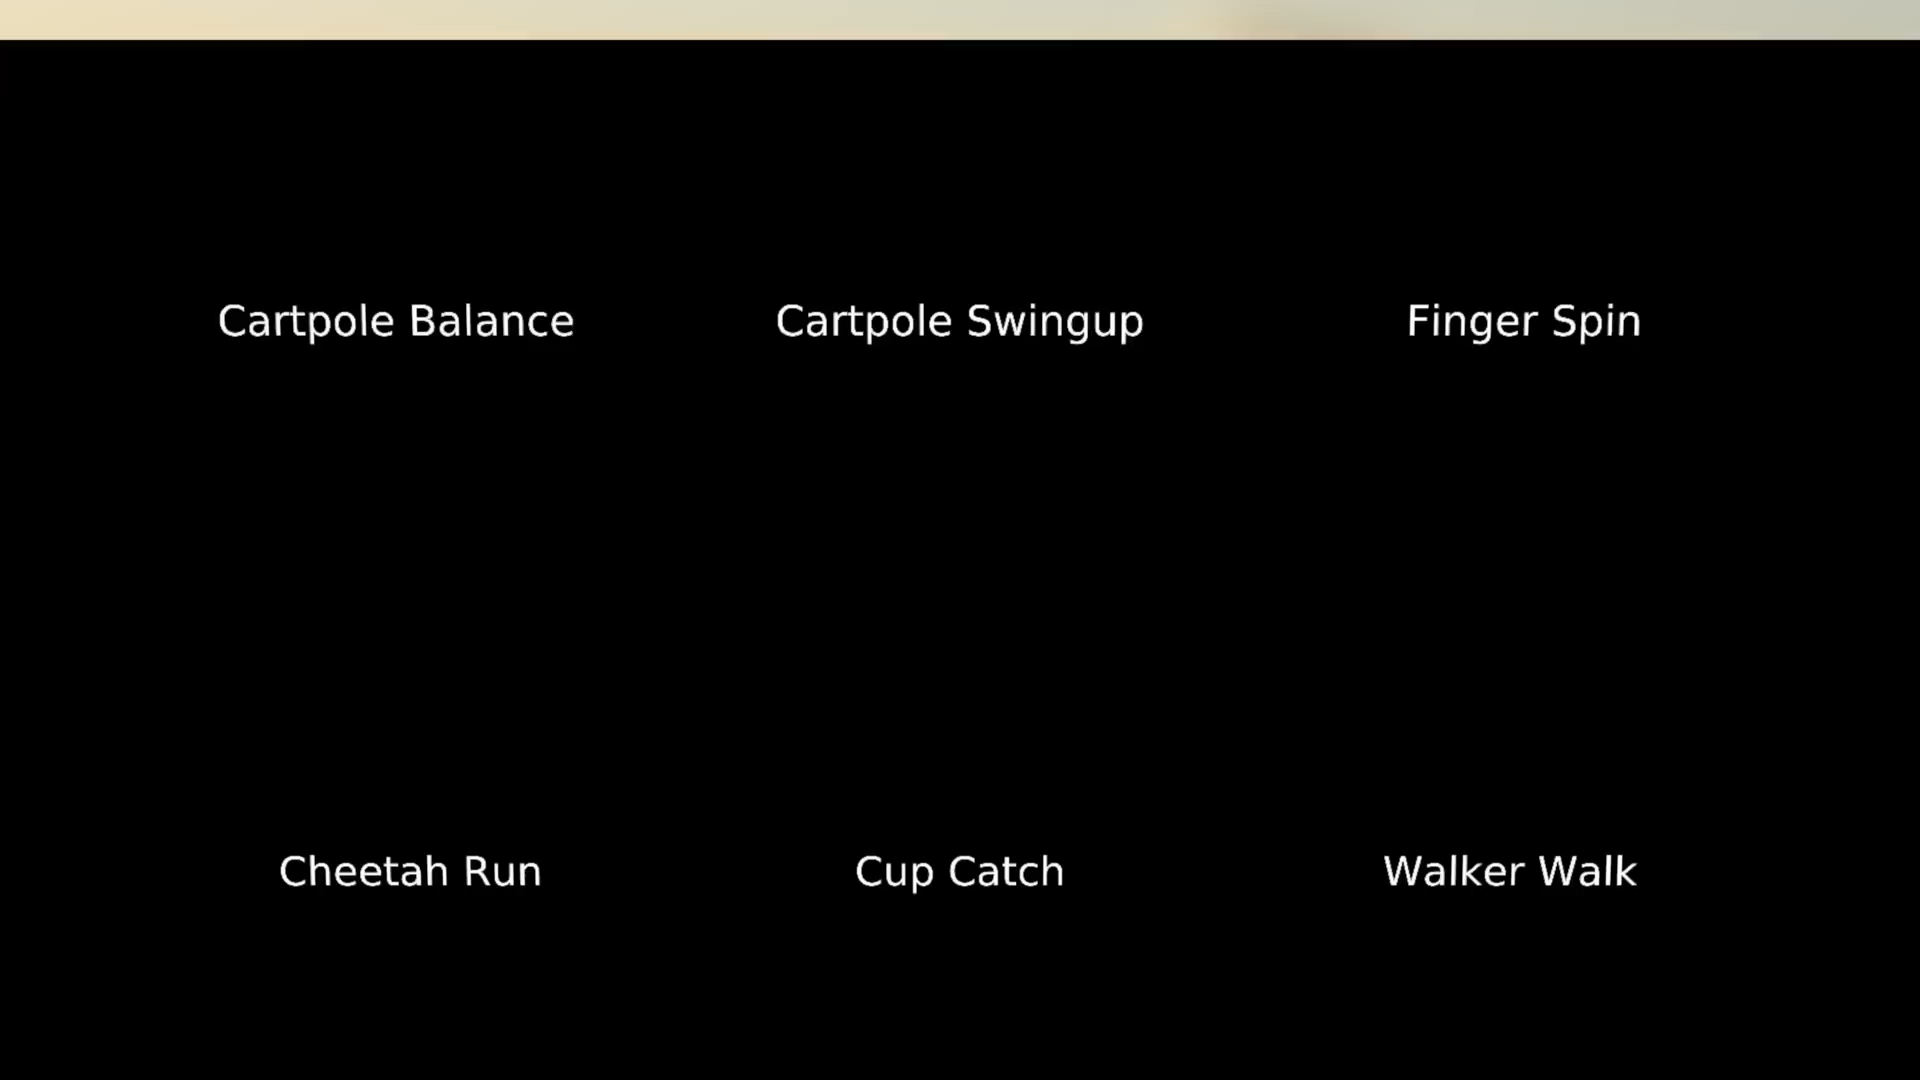 Cartpole Balance
Cartpole Swingup
Finger Spin
Cheetah Run
Cup Catch
Walker Walk